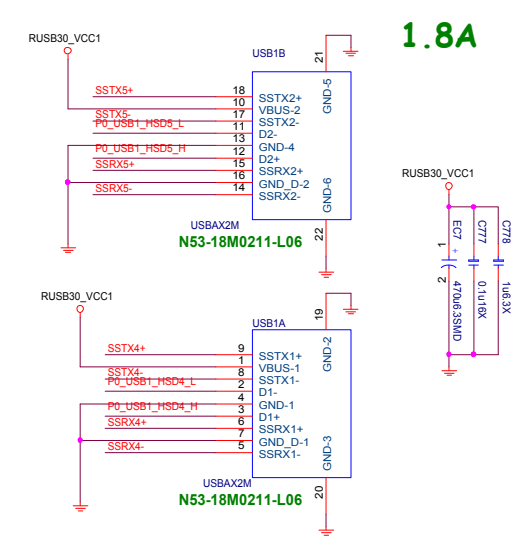 1.8A
RUSB30_VCC1
USB1B
21
GND-5
SSTX5+ 18 SSTX2+
10 VBUS-2
SSTX5- 17 SSTX2-
P0_USB1_HSD5_L 11 D2-
13 GND-4
P0_USB1_HSD5_H 12 D2+
SSRX5+ 15 SSRX2+
16 GND_D-2
SSRX5- 14 SSRX2-
GND-6
22
USBAX2M
N53-18M0211-L06
RUSB30_VCC1
EC7
C777
C778
1
+
2
470u6.3SMD
0.1u16X
1u6.3X
RUSB30_VCC1
USB1A
19
GND-2
SSTX4+ 9 SSTX1+
1 VBUS-1
SSTX4- 8 SSTX1-
P0_USB1_HSD4_L 2 D1-
4 GND-1
P0_USB1_HSD4_H 3 D1+
SSRX4+ 6 SSRX1+
7 GND_D-1
SSRX4- 5 SSRX1-
GND-3
20
USBAX2M
N53-18M0211-L06